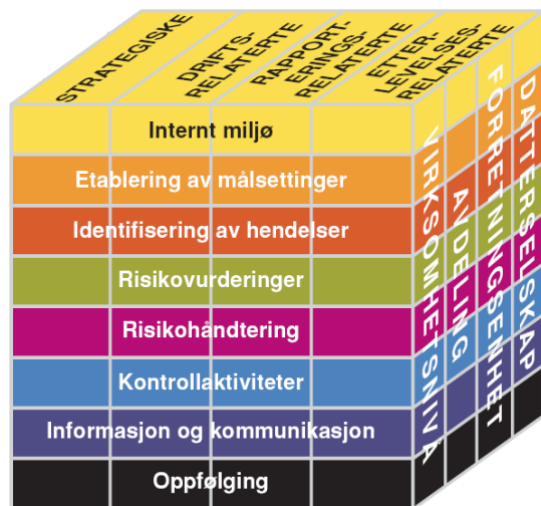 STRATEGISKE
DRIFTS-
RELATERTE
RAPPORT-
ERINGS-
RELATERTE
ETTER-
LEVELSES-
RELATERTE
Internt miljø
Etablering av målsettinger
Identifisering av hendelser
Risikovurderinger
Risikohåndtering
Kontrollaktiviteter
Informasjon og kommunikasjon
Oppfølging
VIRKSOMHETSNIVÅ
AVDELING
FORRETNINGSENHET
DATTERSELSKAP